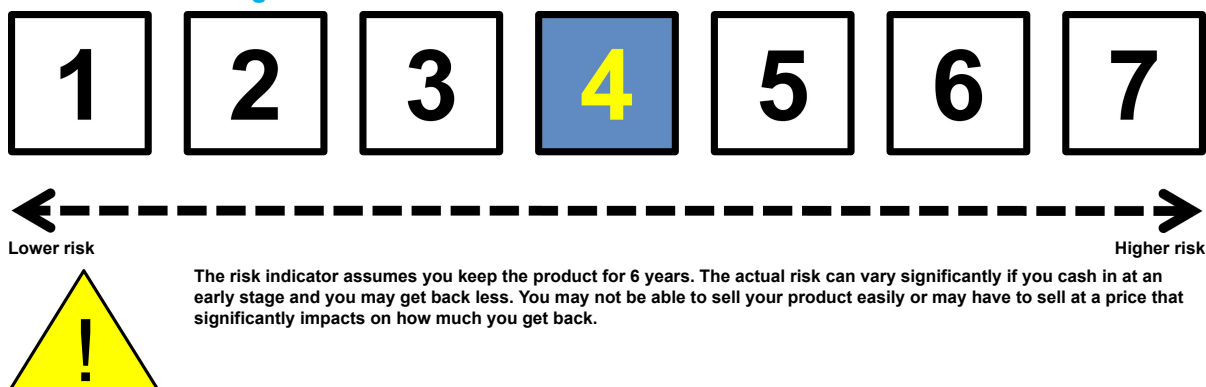 1 2 3 4 5 6 7
Lower risk Higher risk
The risk indicator assumes you keep the product for 6 years. The actual risk can vary significantly if you cash in at an
early stage and you may get back less. You may not be able to sell your product easily or may have to sell at a price that
significantly impacts on how much you get back.
!